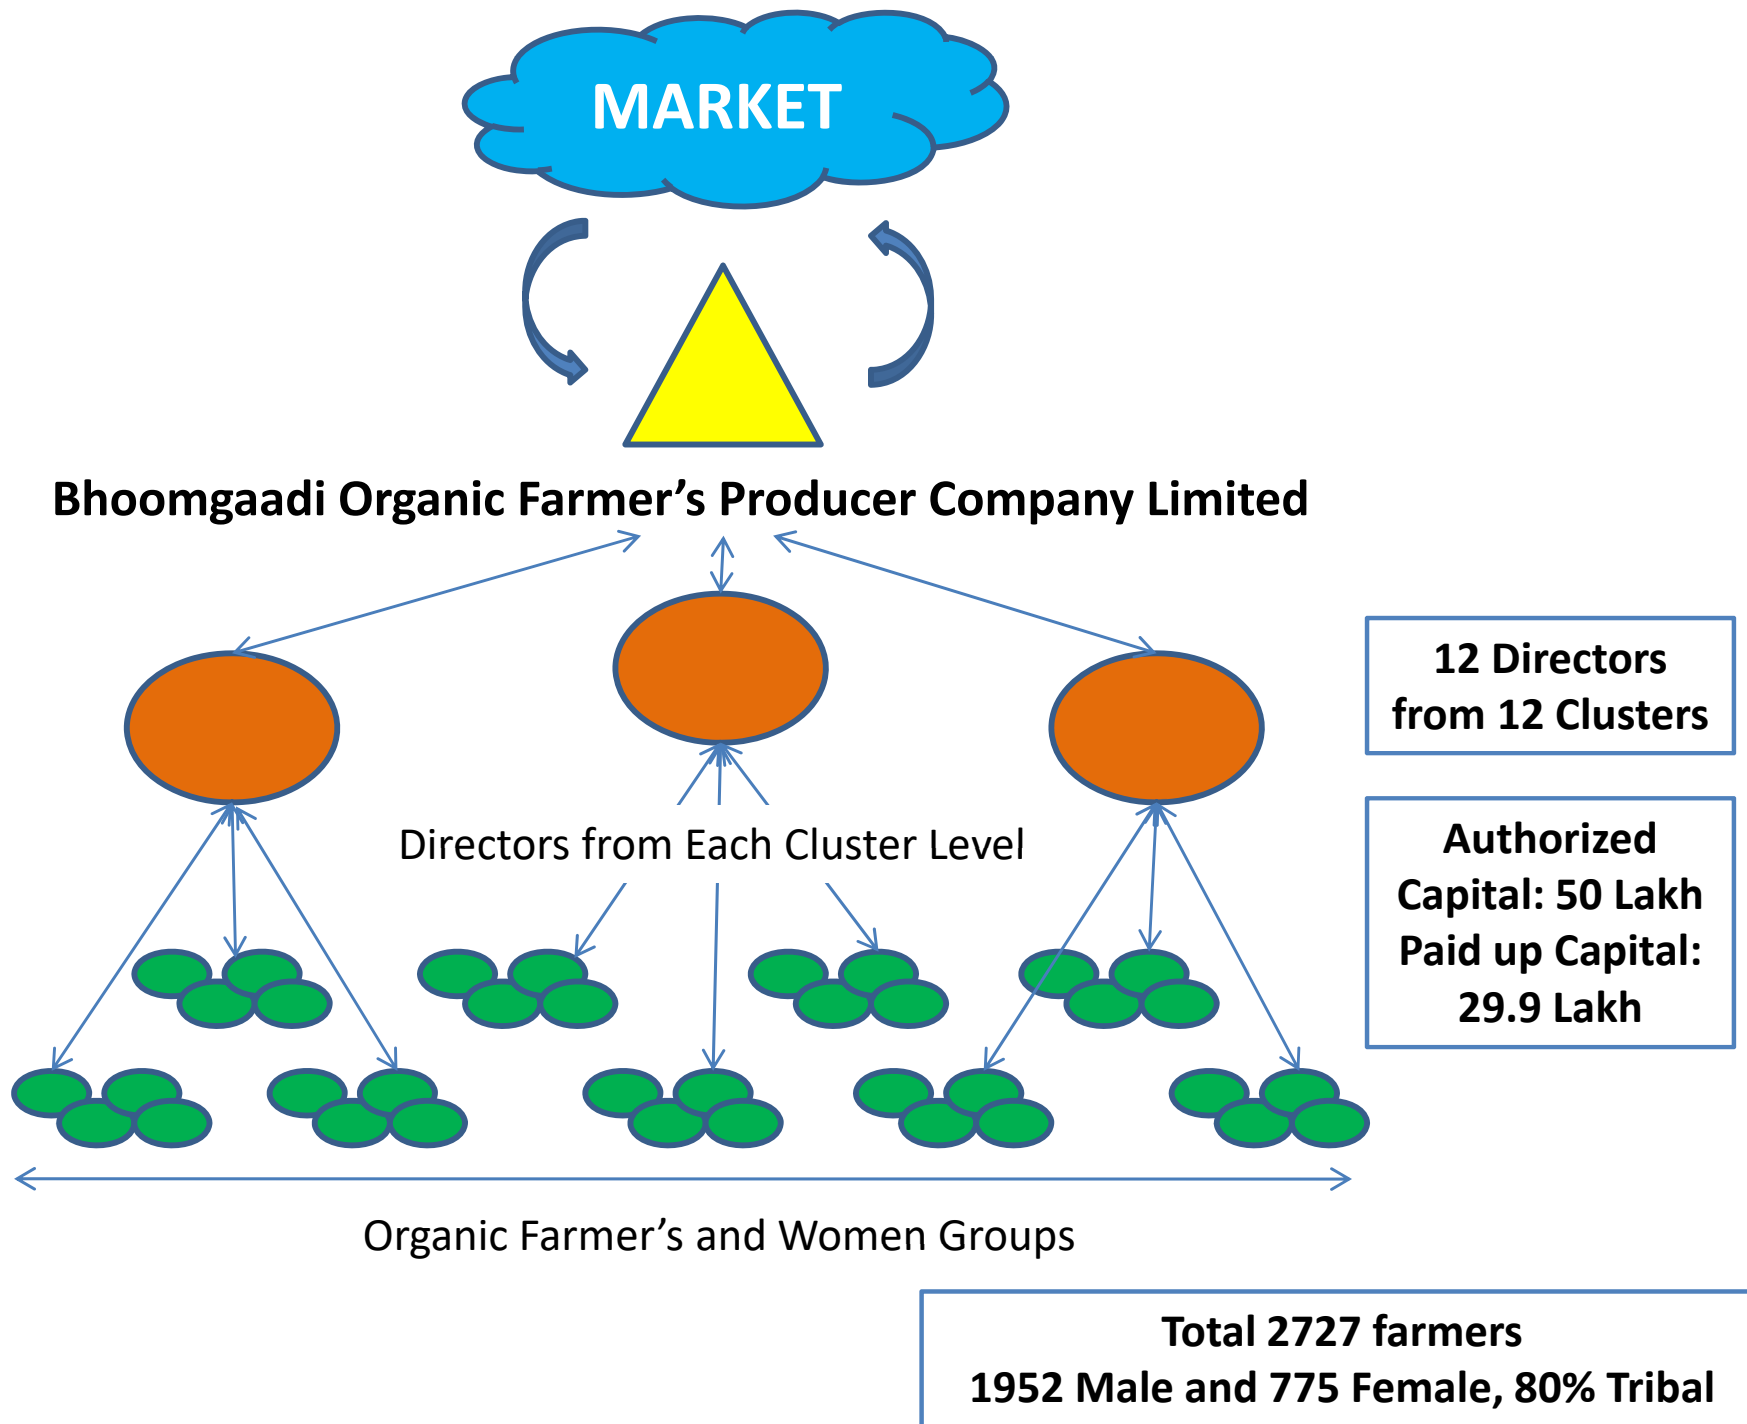 MARKET
Bhoomgaadi Organic Farmer’s Producer Company Limited
12 Directors
from 12 Clusters
Directors from Each Cluster Level
Authorized
Capital: 50 Lakh
Paid up Capital:
29.9 Lakh
Organic Farmer’s and Women Groups
Total 2727 farmers
1952 Male and 775 Female, 80% Tribal